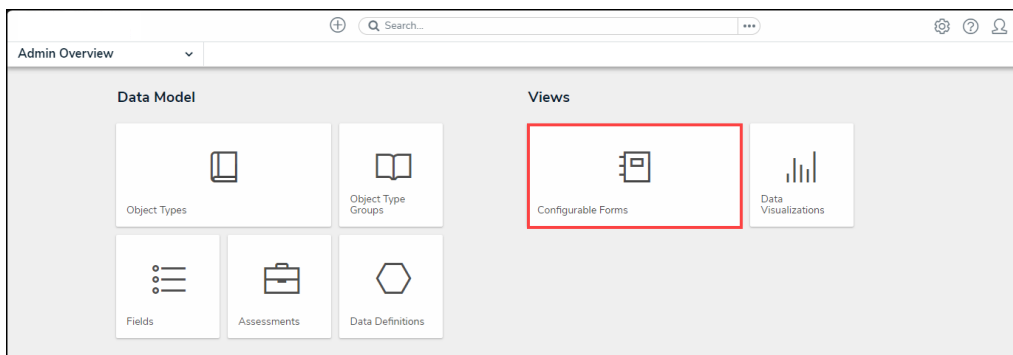 Search...
Admin Overview
Data Model
Views
Object Types
Object Type
Groups
Configurable Forms
Data
Visualizations
Fields
Assessments
Data Definitions